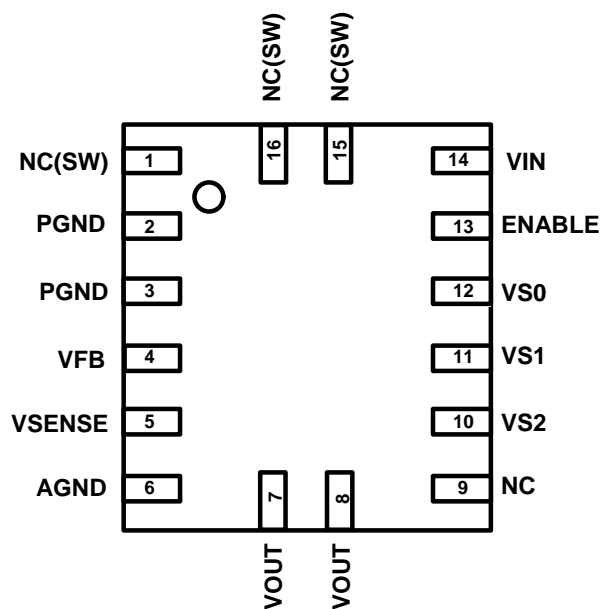 NC(SW)
NC(SW)
16
15
NC(SW) 1
14 VIN
PGND 2
13 ENABLE
PGND 3
12 VS0
VFB 4
11 VS1
VSENSE 5
10 VS2
AGND 6
9 NC
7
8
VOUT
VOUT